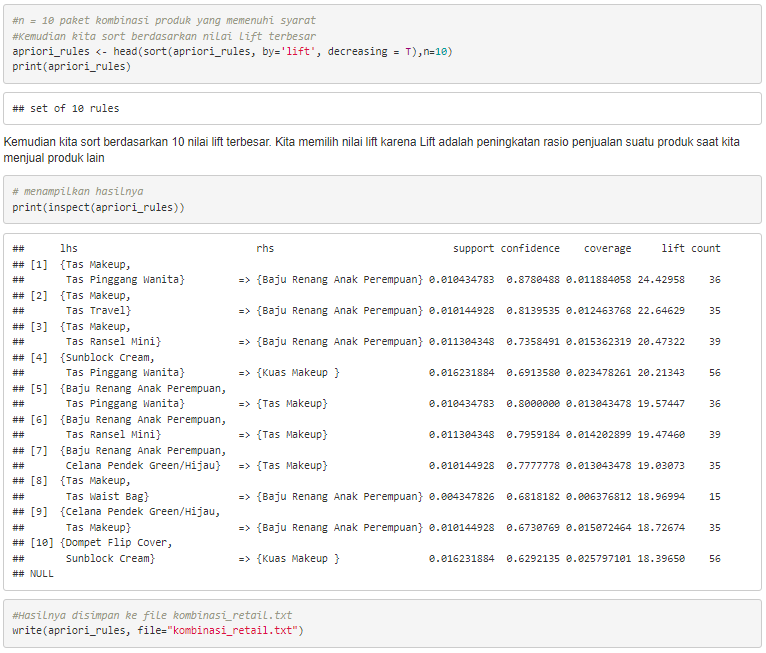 #n = 10 paket kombinasi produk yang memenuhi syarat
#Kemudian kita sort berdasarkan nilai Lift terbesar
apriori_rules <- head(sort(apriori_rules, by='lift', decreasing = T),n=10)
print(apriori_rules)
## set of 10 rules
Kemudian kita sort berdasarkan 10 nilai lift terbesar. Kita memilih nilai lift karena Lift adalah peningkatan rasio penjualan suatu produk saat kita
menjual produk lain
# menampilkan hasilnya
print(inspect(apriori_rules))
##      lhs                             rhs                            support confidence    coverage     lift count
## [1]  {Tas Makeup,
##       Tas Pinggang Wanita}        => {Baju Renang Anak Perempuan} 0.010434783  0.8780488 0.011884058 24.42958    36
## [2]  {Tas Makeup,
##       Tas Travel}                 => {Baju Renang Anak Perempuan} 0.010144928  0.8139535 0.012463768 22.64629    35
## [3]  {Tas Makeup,
##       Tas Ransel Mini}            => {Baju Renang Anak Perempuan} 0.011304348  0.7358491 0.015362319 20.47322    39
## [4]  {Sunblock Cream,
##       Tas Pinggang Wanita}        => {Kuas Makeup }               0.016231884  0.6913580 0.023478261 20.21343    56
## [5]  {Baju Renang Anak Perempuan,
##       Tas Pinggang Wanita}        => {Tas Makeup}                 0.010434783  0.8000000 0.013043478 19.57447    36
## [6]  {Baju Renang Anak Perempuan,
##       Tas Ransel Mini}            => {Tas Makeup}                 0.011304348  0.7959184 0.014202899 19.47460    39
## [7]  {Baju Renang Anak Perempuan,
##       Celana Pendek Green/Hijau}  => {Tas Makeup}                 0.010144928  0.7777778 0.013043478 19.03073    35
## [8]  {Tas Makeup,
##       Tas Waist Bag}              => {Baju Renang Anak Perempuan} 0.004347826  0.6818182 0.006376812 18.96994    15
## [9]  {Celana Pendek Green/Hijau,
##       Tas Makeup}                 => {Baju Renang Anak Perempuan} 0.010144928  0.6730769 0.015072464 18.72674    35
## [10] {Dompet Flip Cover,
##       Sunblock Cream}             => {Kuas Makeup }               0.016231884  0.6292135 0.025797101 18.39650    56
## NULL
#Hasilnya disimpan ke file kombinasi_retail.txt
write(apriori_rules, file="kombinasi_retail.txt")